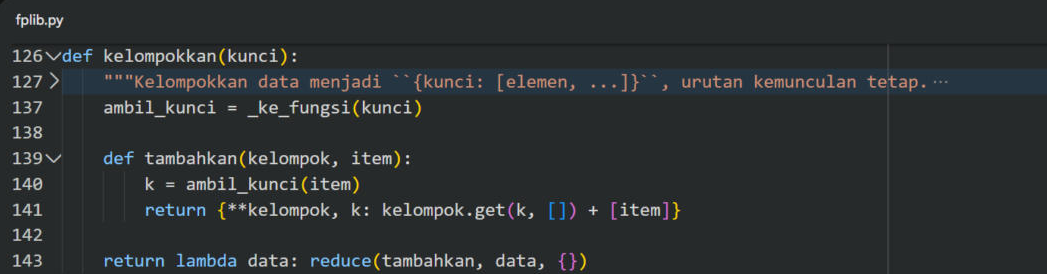 fplib.py
126 def kelompokkan(kunci):
127 """Kelompokkan data menjadi ``{kunci: [elemen, ...]}``, urutan kemunculan tetap. ⋯
137 ambil_kunci = _ke_fungsi(kunci)
138
139 def tambahkan(kelompok, item):
140 k = ambil_kunci(item)
141 return {**kelompok, k: kelompok.get(k, []) + [item]}
142
143 return lambda data: reduce(tambahkan, data, {})